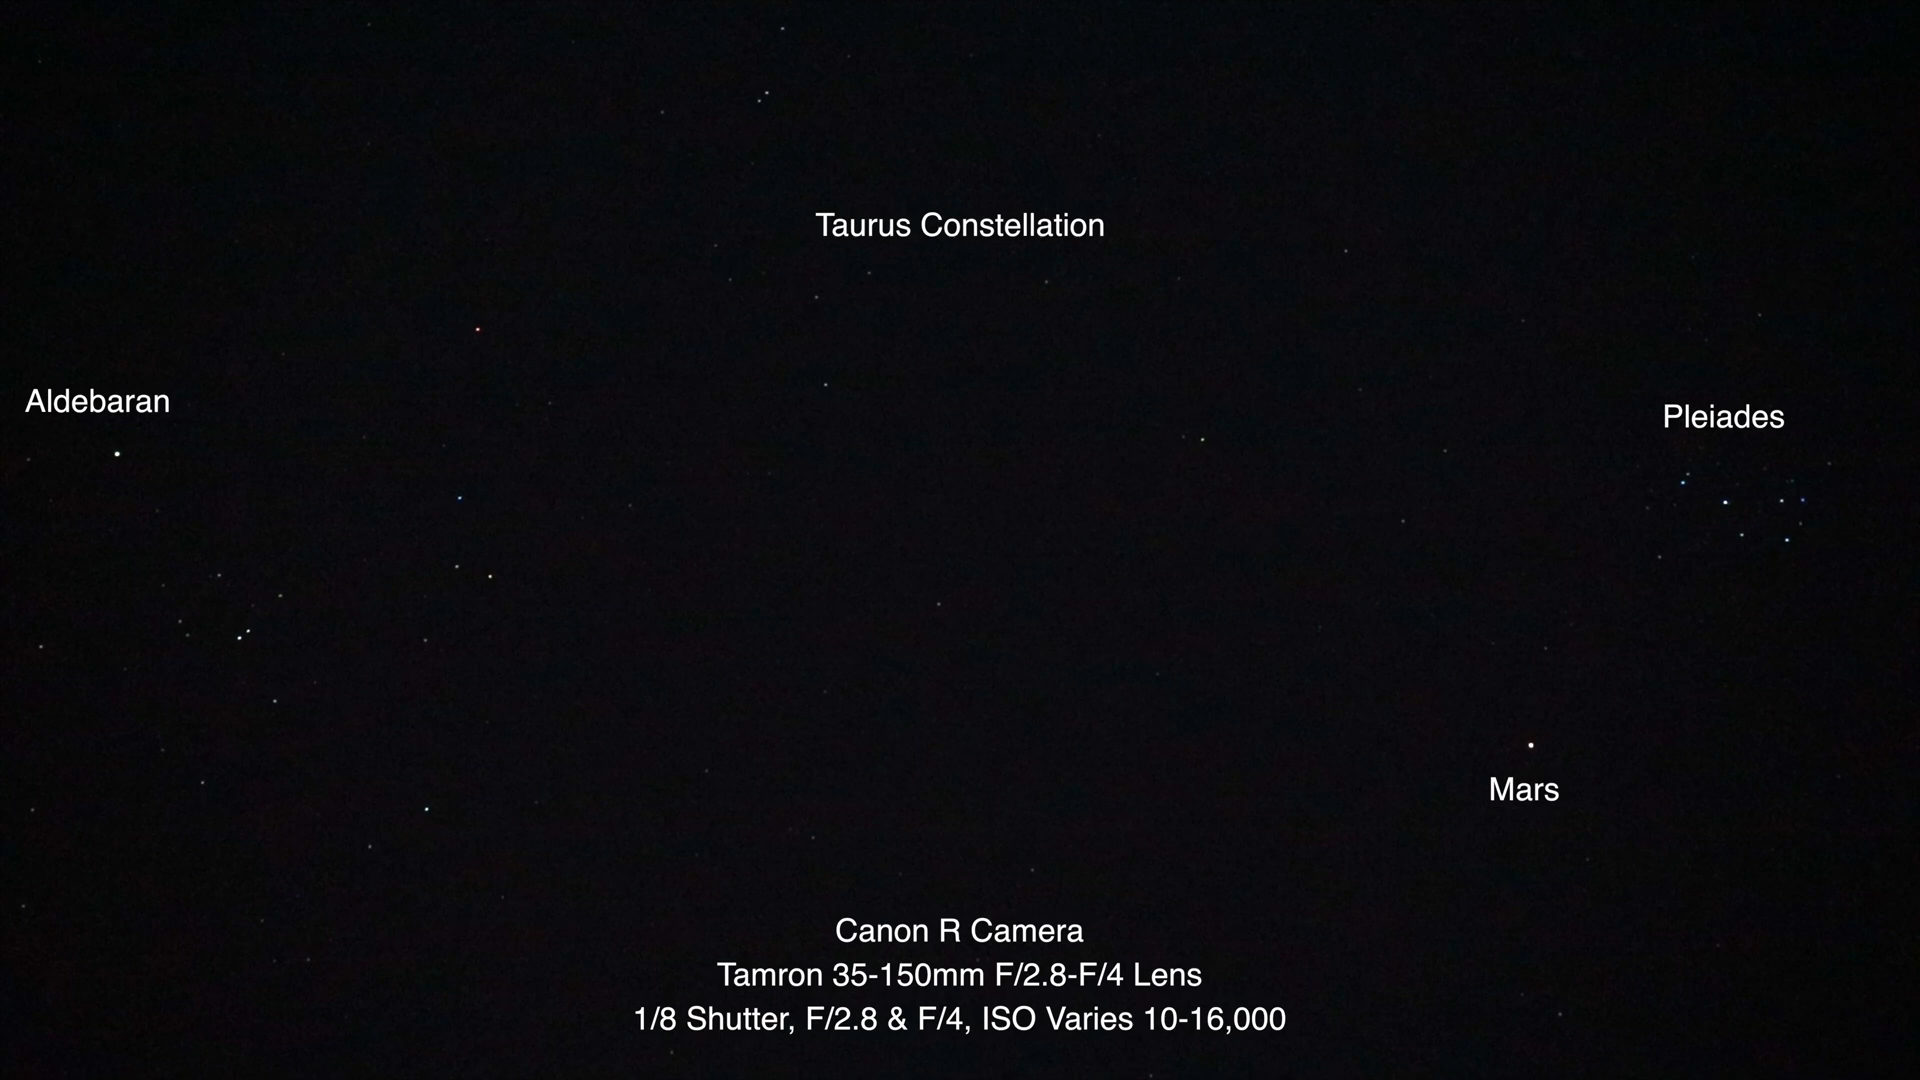 Taurus Constellation
Aldebaran
Pleiades
Mars
Canon R Camera
Tamron 35-150mm F/2.8-F/4 Lens
1/8 Shutter, F/2.8 & F/4, ISO Varies 10-16,000